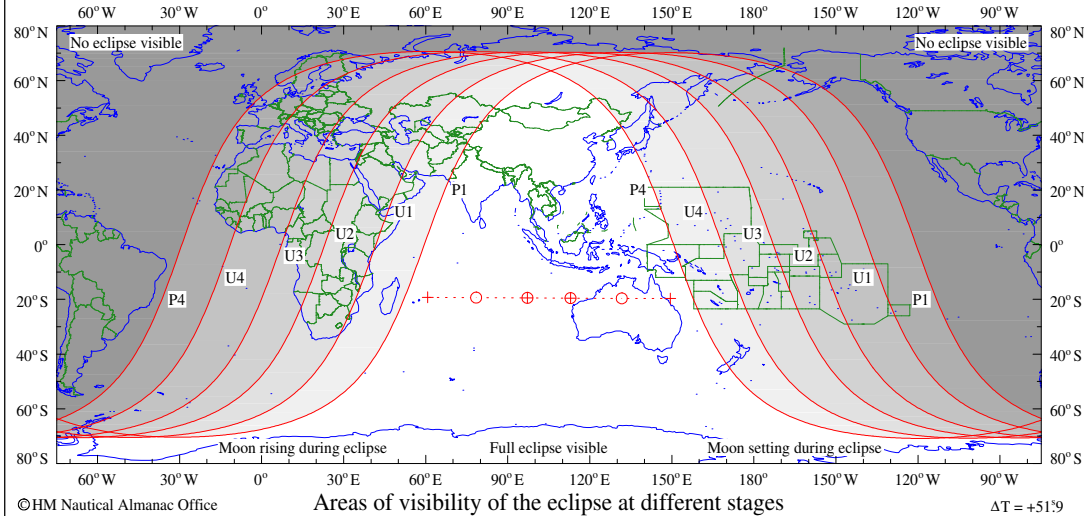 60° W 30° W 0° 30° E 60° E 90° E 120° E 150° E 180° 150° W 120° W 90° W
80° N 80° N
No eclipse visible No eclipse visible
60° N 60° N
40° N 40° N
20° N P1 P4 20° N
U1 U4
U2 U3
0° 0°
U3 U2
U4 U1
P4 P1
20° S 20° S
40° S 40° S
60° S 60° S
Moon rising during eclipse Full eclipse visible Moon setting during eclipse
80° S 80° S
60° W 30° W 0° 30° E 60° E 90° E 120° E 150° E 180° 150° W 120° W 90° W
© HM Nautical Almanac Office Areas of visibility of the eclipse at different stages ΔT = +51ˢ.9